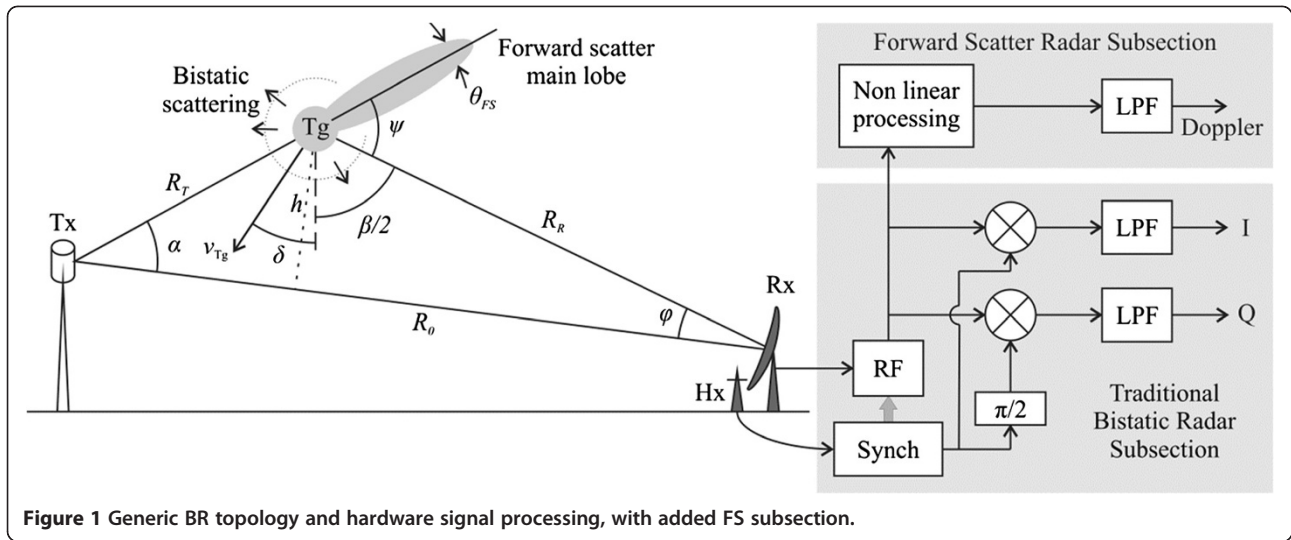 Forward scatter
main lobe
Bistatic
scattering
θFS
Tg
ψ
RT
h
β/2
RR
Tx
α
vTg
δ
R0
φ
Rx
Hx
Forward Scatter Radar Subsection
Non linear
processing
LPF
Doppler
LPF
I
LPF
Q
RF
π/2
Synch
Traditional
Bistatic Radar
Subsection
Figure 1 Generic BR topology and hardware signal processing, with added FS subsection.